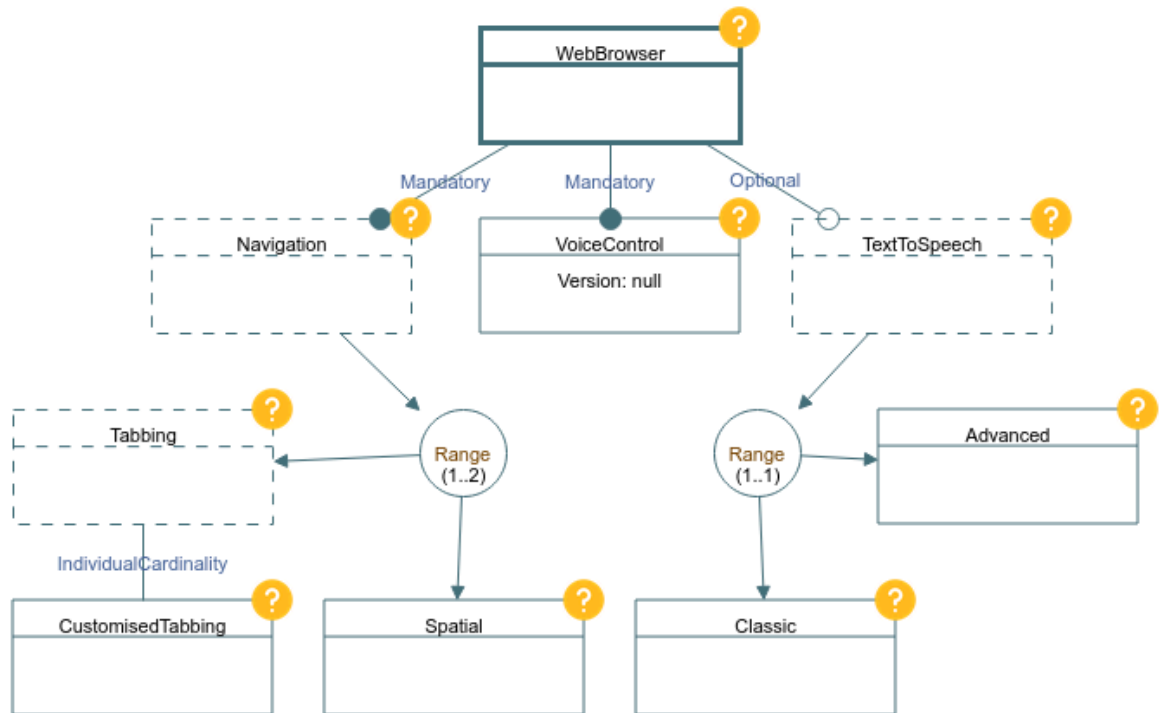 ?
WebBrowser
Mandatory
Mandatory
Optional
?
?
?
Navigation
VoiceControl
TextToSpeech
Version: null
?
?
Tabbing
Range
(1..2)
Range
(1..1)
Advanced
IndividualCardinality
?
?
?
CustomisedTabbing
Spatial
Classic